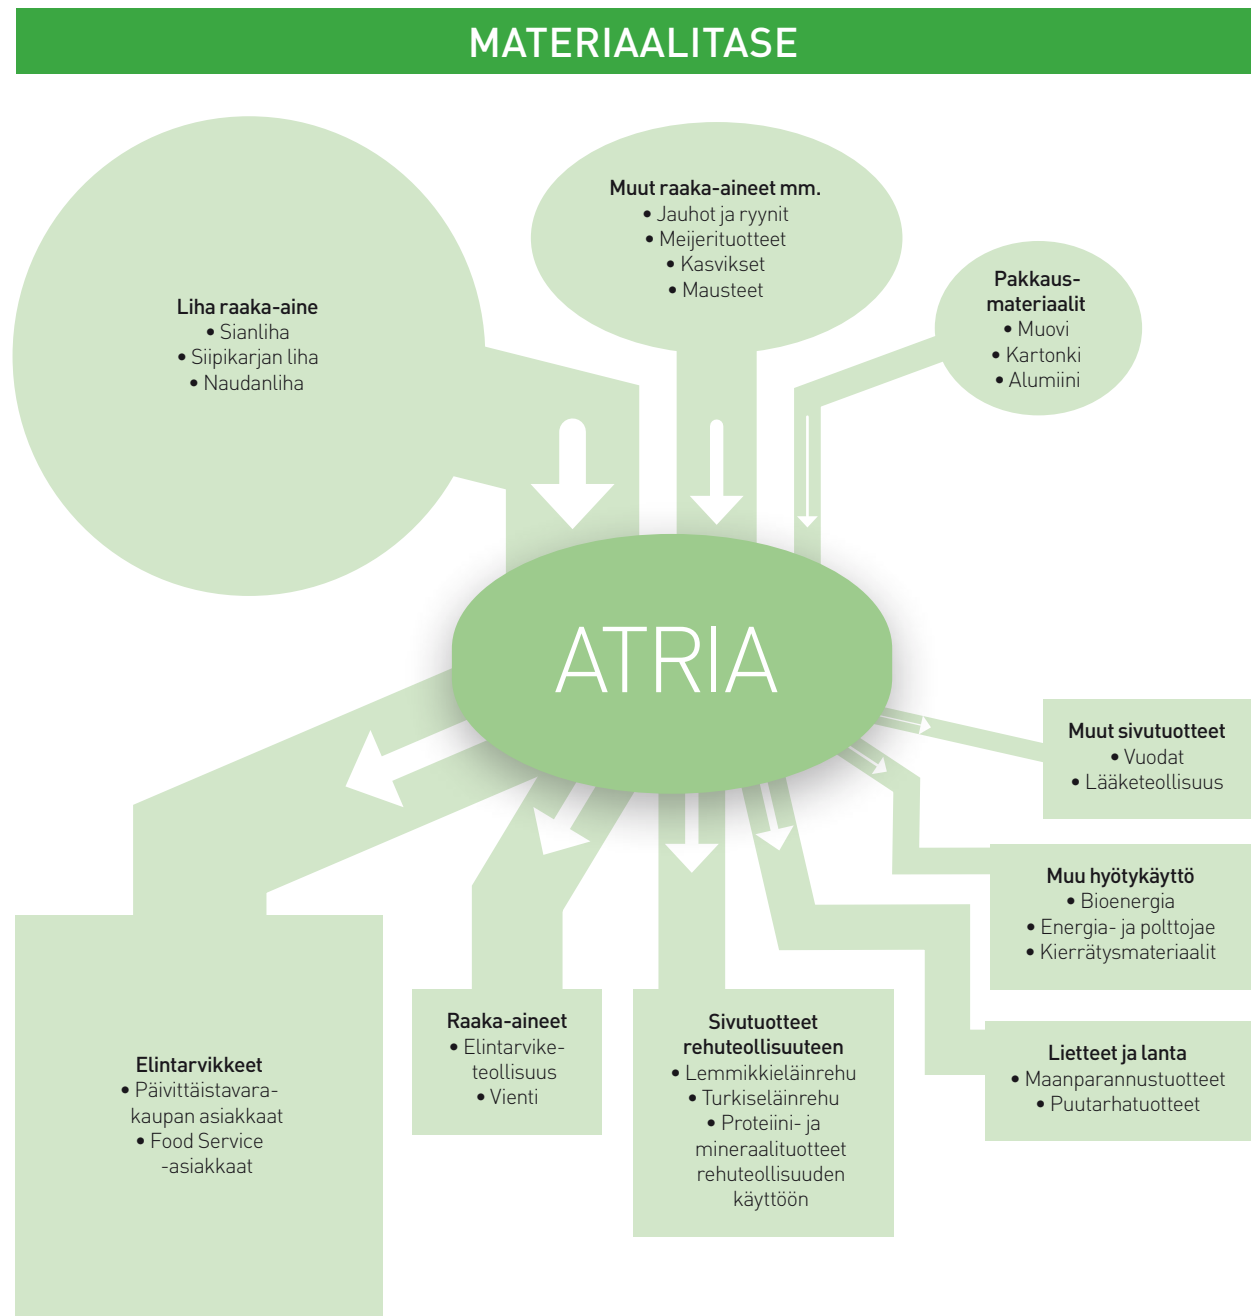 MATERIAALITASE
Liha raaka-aine
• Sianliha
• Siipikarjan liha
• Naudanliha
Muut raaka-aineet mm.
• Jauhot ja ryynit
• Meijerituotteet
• Kasvikset
• Mausteet
Pakkaus-
materiaalit
• Muovi
• Kartonki
• Alumiini
ATRIA
Elintarvikkeet
• Päivittäistavara-
kaupan asiakkaat
• Food Service
-asiakkaat
Raaka-aineet
• Elintarvike-
teollisuus
• Vienti
Sivutuotteet
rehuteollisuuteen
• Lemmikkieläinrehu
• Turkiseläinrehu
• Proteiini- ja
mineraalituotteet
rehuteollisuuden
käyttöön
Lietteet ja lanta
• Maanparannustuotteet
• Puutarhatuotteet
Muu hyötykäyttö
• Bioenergia
• Energia- ja polttojae
• Kierrätysmateriaalit
Muut sivutuotteet
• Vuodat
• Lääketeollisuus